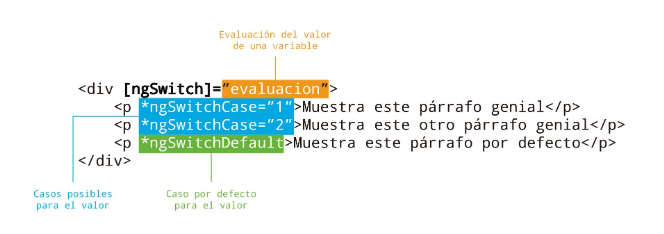 Evaluación del valor
de una variable
<div [ngSwitch]="evaluacion">
<p *ngSwitchCase="1">Muestra este párrafo genial</p>
<p *ngSwitchCase="2">Muestra este otro párrafo genial</p>
<p *ngSwitchDefault>Muestra este párrafo por defecto</p>
</div>
Casos posibles
para el valor
Caso por defecto
para el valor